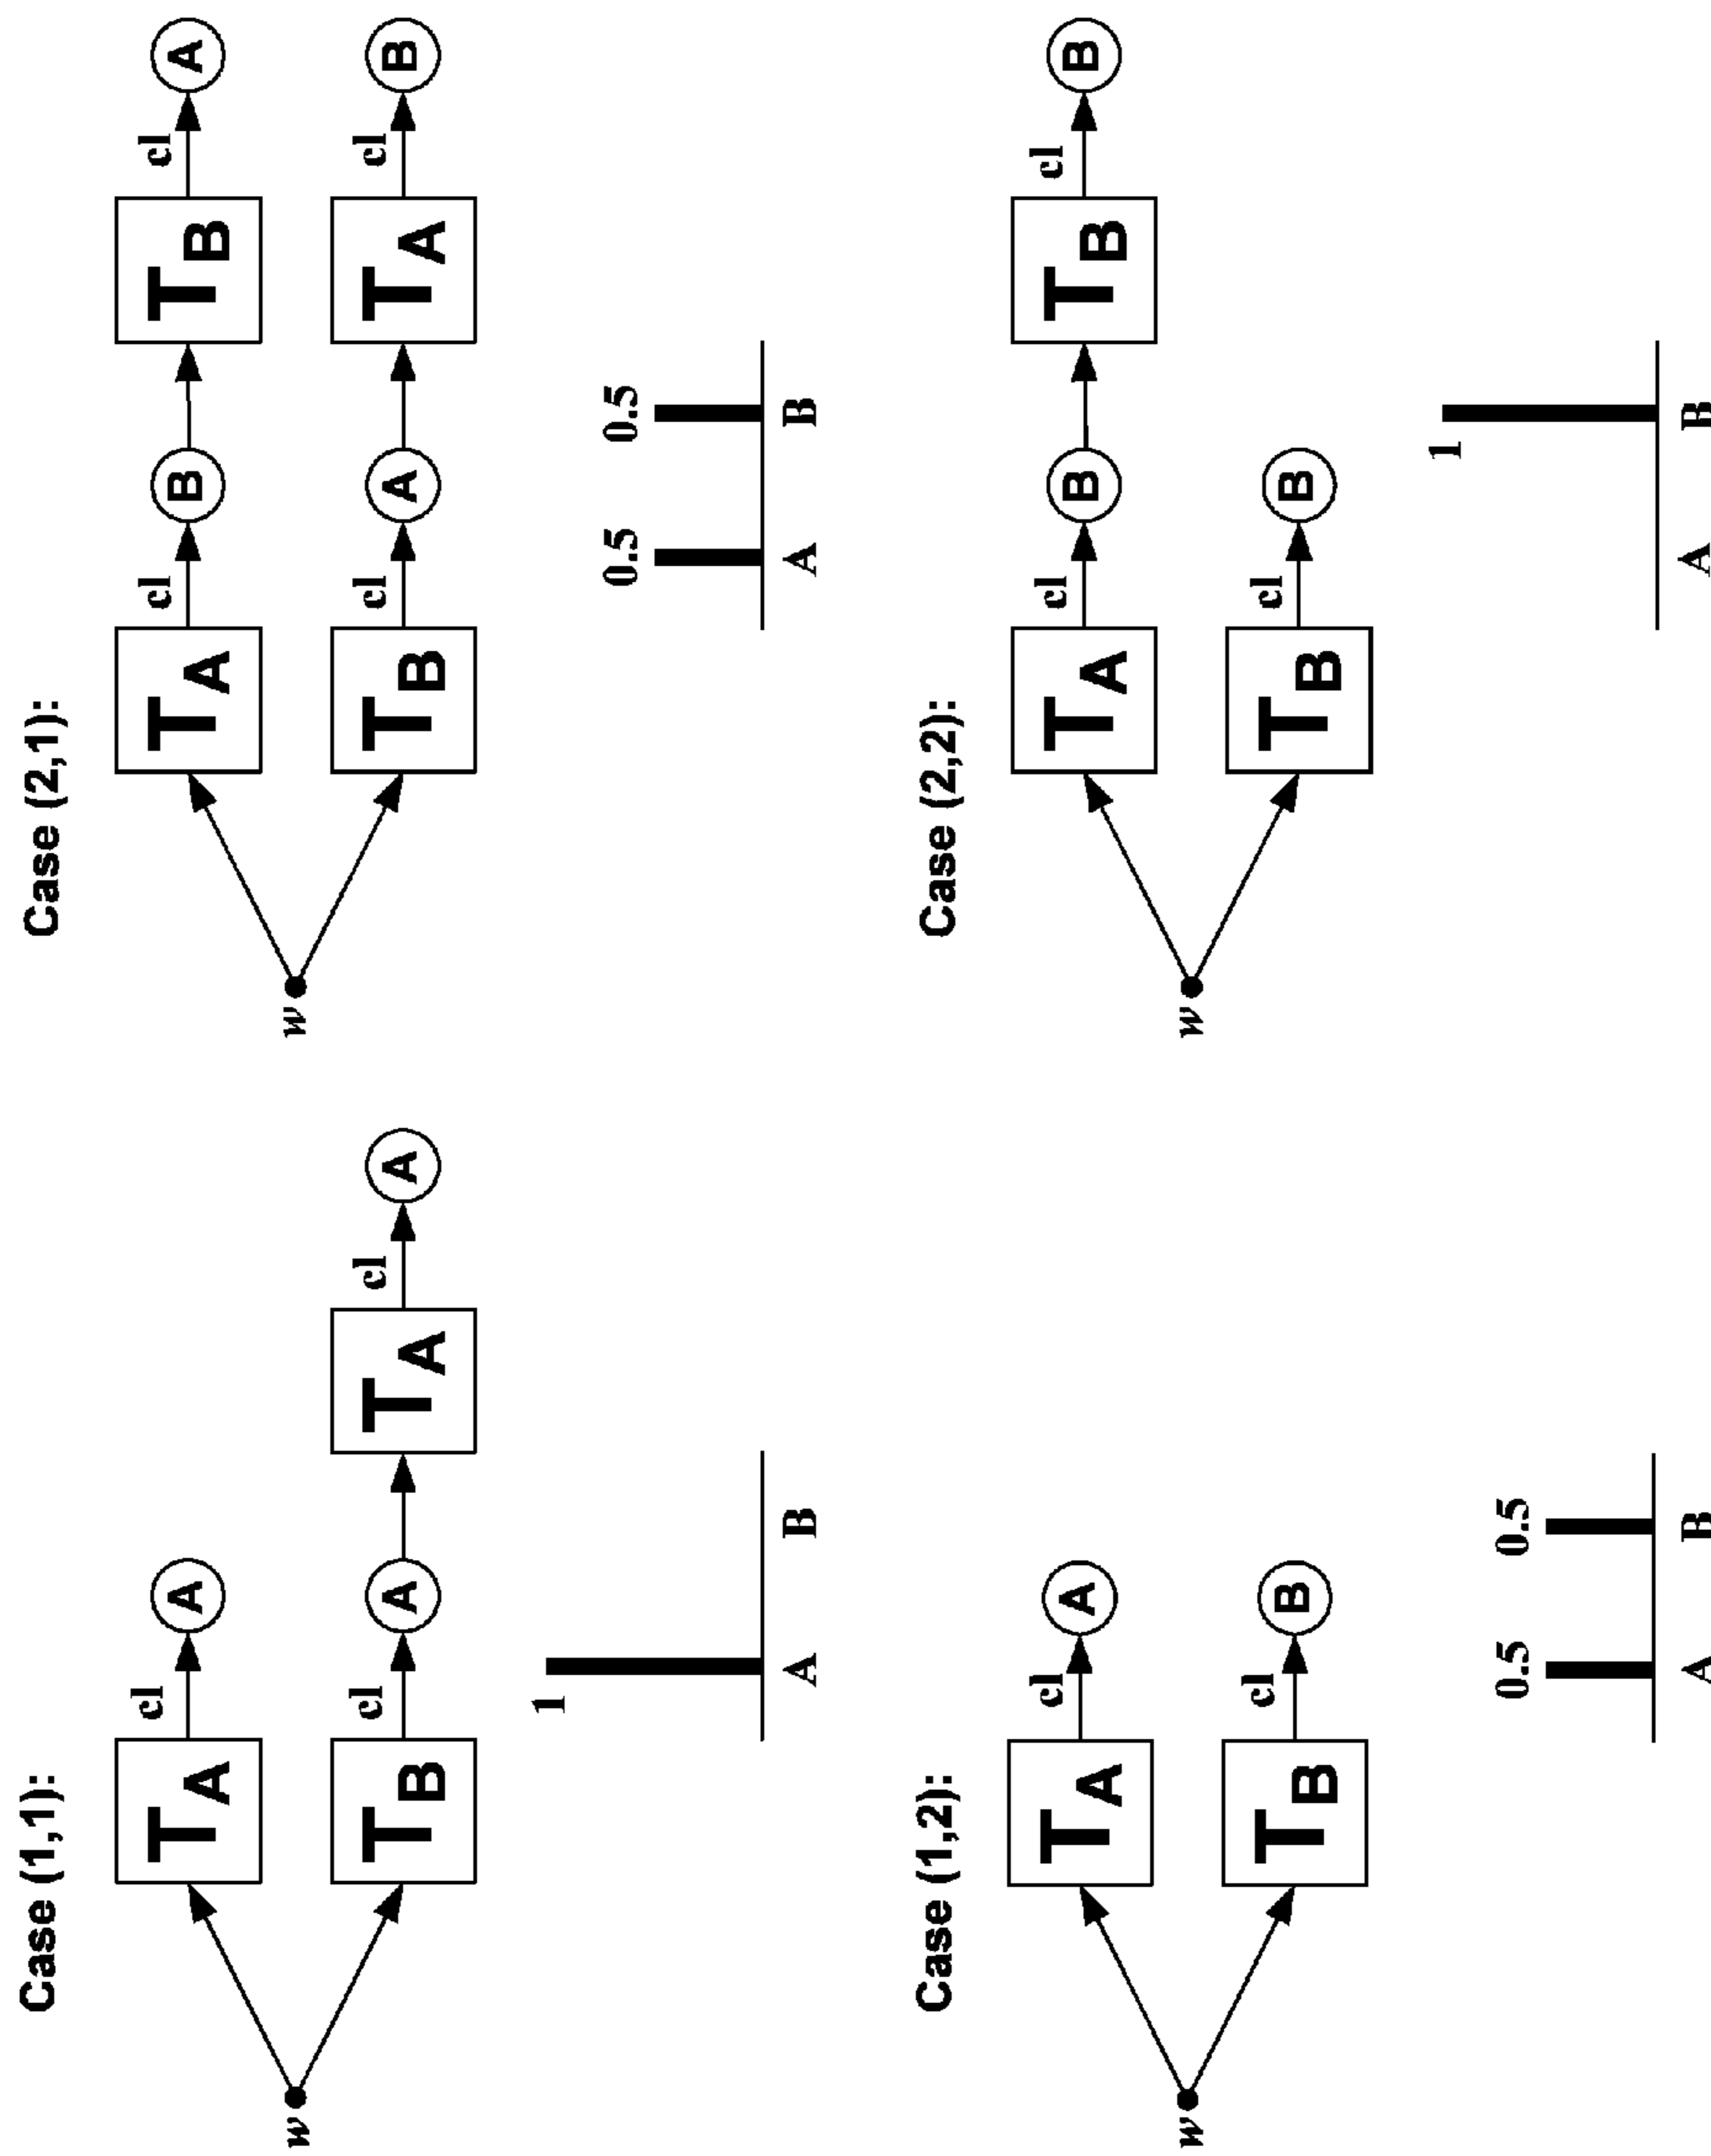 Case (1,1):
TA cl A
w
TB cl A TA cl A
1
A B
Case (2,1):
TA cl B TB cl A
w
TB cl A TA cl B
0.5 0.5
A B
Case (1,2):
TA cl A
w
TB cl B
0.5 0.5
A B
Case (2,2):
TA cl B TB cl B
w
TB cl B
1
A B